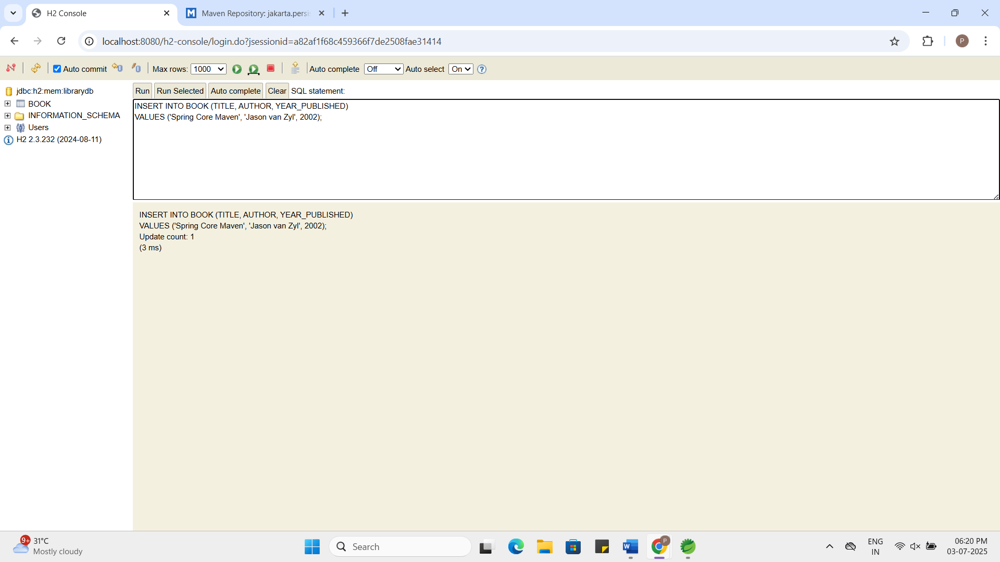 H2 Console
Maven Repository: jakarta.persi
localhost:8080/h2-console/login.do?jsessionid=a82af1f68c459366f7de2508fae31414
P
Auto commit
Max rows: 1000
Auto complete Off
Auto select On
jdbc:h2:mem:librarydb
BOOK
INFORMATION_SCHEMA
Users
H2 2.3.232 (2024-08-11)
Run Run Selected Auto complete Clear SQL statement:
INSERT INTO BOOK (TITLE, AUTHOR, YEAR_PUBLISHED)
VALUES ('Spring Core Maven', 'Jason van Zyl', 2002);
INSERT INTO BOOK (TITLE, AUTHOR, YEAR_PUBLISHED)
VALUES ('Spring Core Maven', 'Jason van Zyl', 2002);
Update count: 1
(3 ms)
9+
31°C
Mostly cloudy
Search
W
P
ENG
IN
06:20 PM
03-07-2025